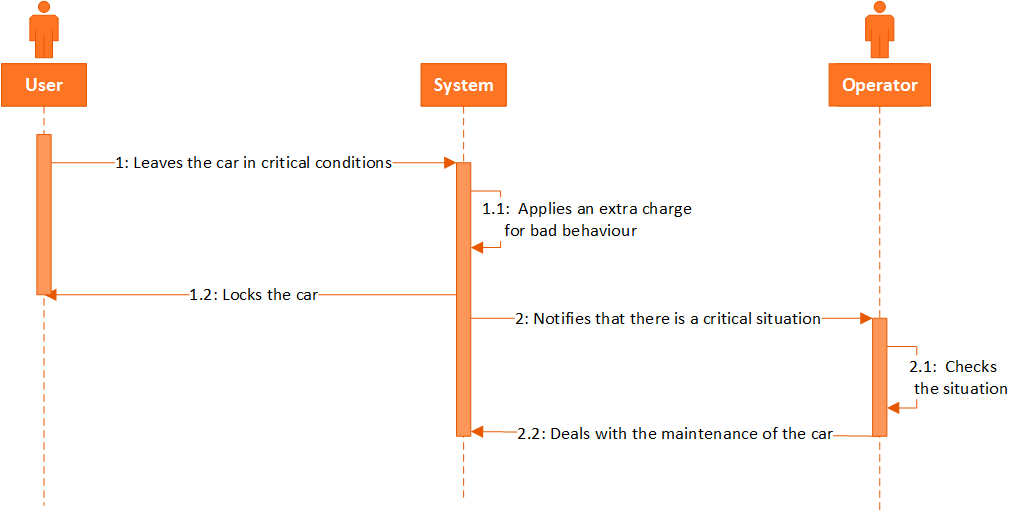 User
System
Operator
1: Leaves the car in critical conditions
1.1:  Applies an extra charge
for bad behaviour
1.2: Locks the car
2: Notifies that there is a critical situation
2.1:  Checks
the situation
2.2: Deals with the maintenance of the car